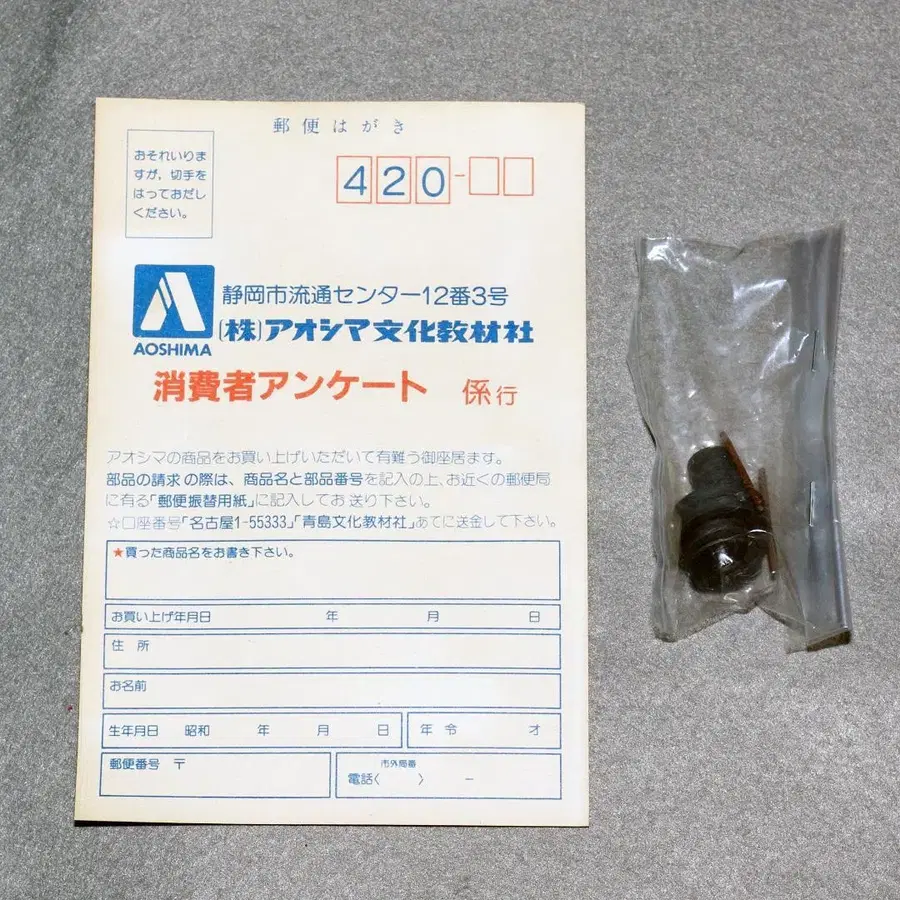 郵便はがき
おそれいりま
すが、切手を
はっておだし
ください。
420-
静岡市流通センター12番3号
AOSHIMA
(株)アオシマ文化教材社
消費者アンケート 係行
アオシマの商品をお買い上げいただいて有難う御座居ます。
部品の請求の際は、商品名と部品番号を記入の上、お近くの郵便局
に有る「郵便振替用紙」に記入してお送り下さい。
☆口座番号「名古屋1-55333」「青島文化教材社」あてに送金して下さい。
★買った商品名をお書き下さい。
お買い上げ年月日 年 月 日
住所
お名前
生年月日 昭和 年 月 日 年令 才
郵便番号 〒 市外局番
電話〈 〉 -